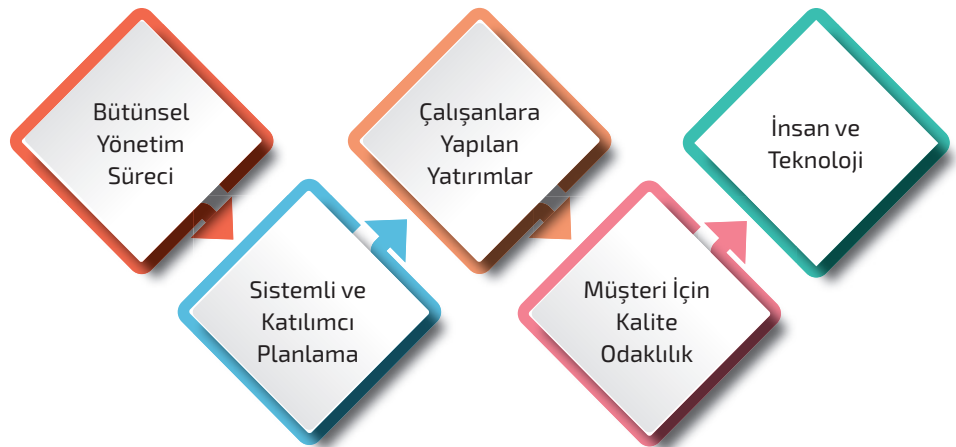 Bütünsel
Yönetim
Süreci
Sistemli ve
Katılımcı
Planlama
Çalışanlara
Yapılan
Yatırımlar
Müşteri İçin
Kalite
Odaklılık
İnsan ve
Teknoloji